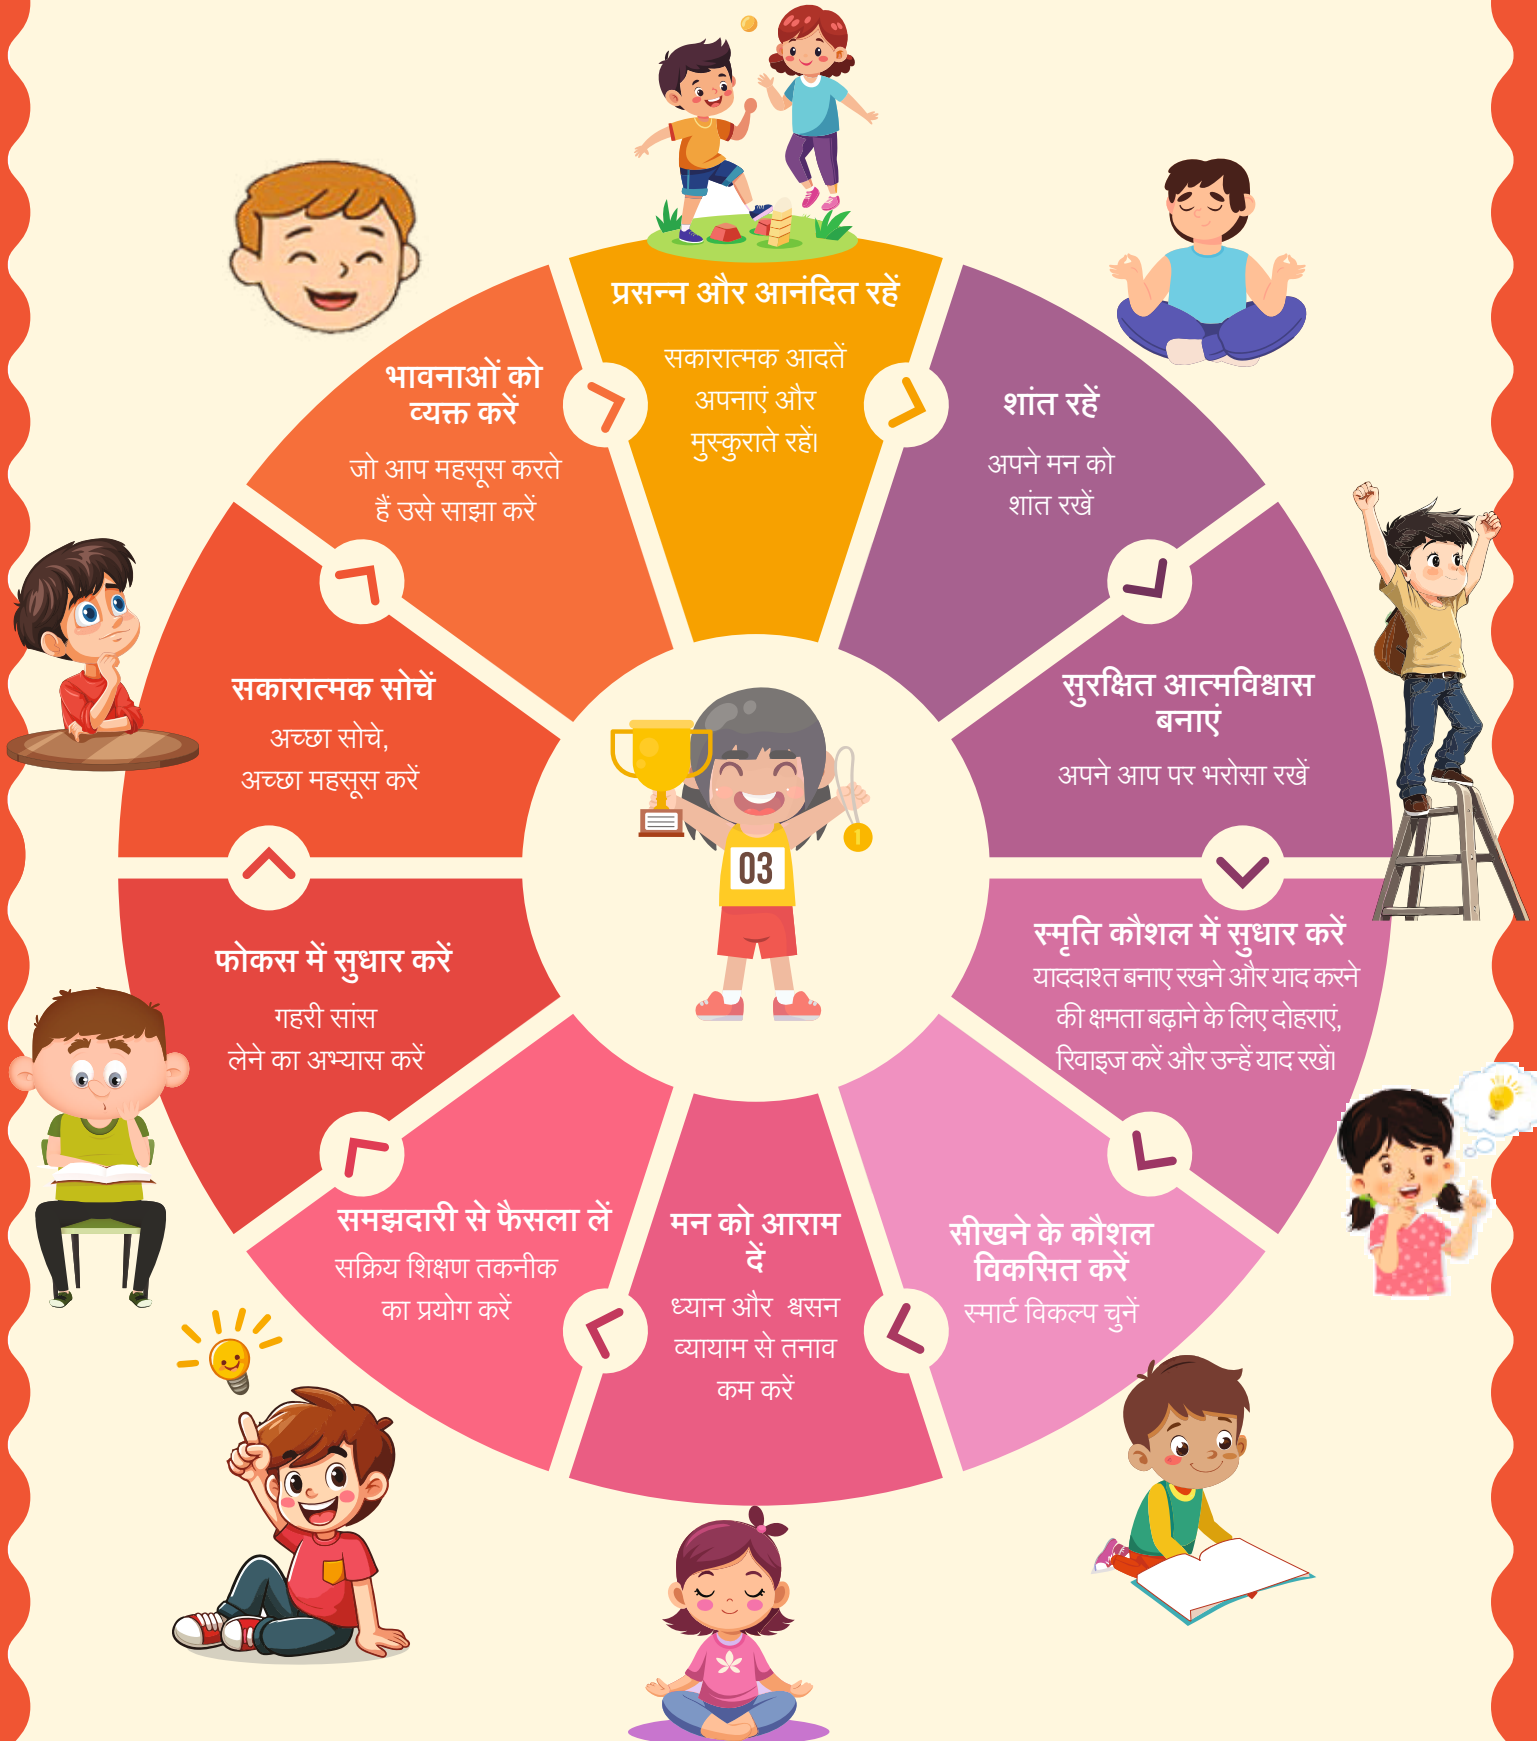 प्रसन्न और आनंदित रहें
सकारात्मक आदतें
अपनाएं और
मुस्कुराते रहें।
शांत रहें
अपने मन को
शांत रखें
सुरक्षित आत्मविश्वास
बनाएं
अपने आप पर भरोसा रखें
स्मृति कौशल में सुधार करें
याददाश्त बनाए रखने और याद करने
की क्षमता बढ़ाने के लिए दोहराएं,
रिवाइज करें और उन्हें याद रखें।
सीखने के कौशल
विकसित करें
स्मार्ट विकल्प चुनें
मन को आराम
दें
ध्यान और श्वसन
व्यायाम से तनाव
कम करें
समझदारी से फैसला लें
सक्रिय शिक्षण तकनीक
का प्रयोग करें
फोकस में सुधार करें
गहरी सांस
लेने का अभ्यास करें
सकारात्मक सोचें
अच्छा सोचे,
अच्छा महसूस करें
भावनाओं को
व्यक्त करें
जो आप महसूस करते
हैं उसे साझा करें
03
1